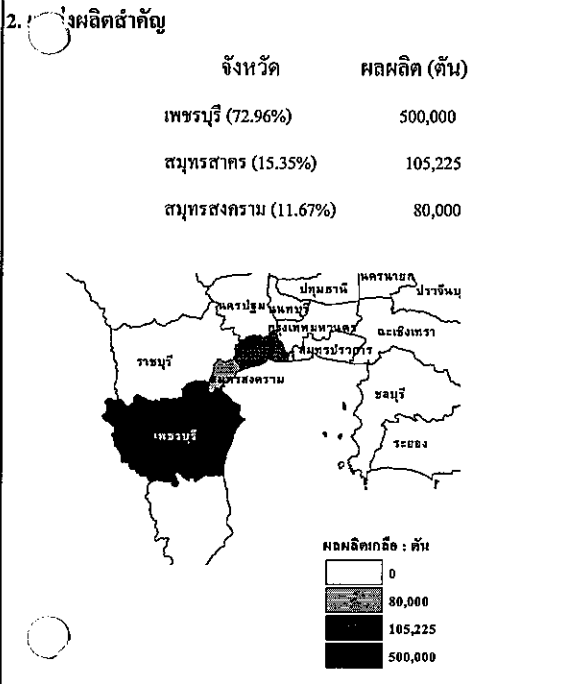 2. แหล่งผลิตสำคัญ
จังหวัด ผลผลิต (ตัน)
เพชรบุรี (72.96%) 500,000
สมุทรสาคร (15.35%) 105,225
สมุทรสงคราม (11.67%) 80,000
นครนายก
ปทุมธานี
ปราจีนบุ
นครปฐม
นนทบุรี
กรุงเทพมหานคร
ฉะเชิงเทรา
สมุทรปราการ
ราชบุรี
สมุทรสงคราม
ชลบุรี
เพชรบุรี
ระยอง
ผลผลิตเกลือ : ตัน
0
80,000
105,225
500,000